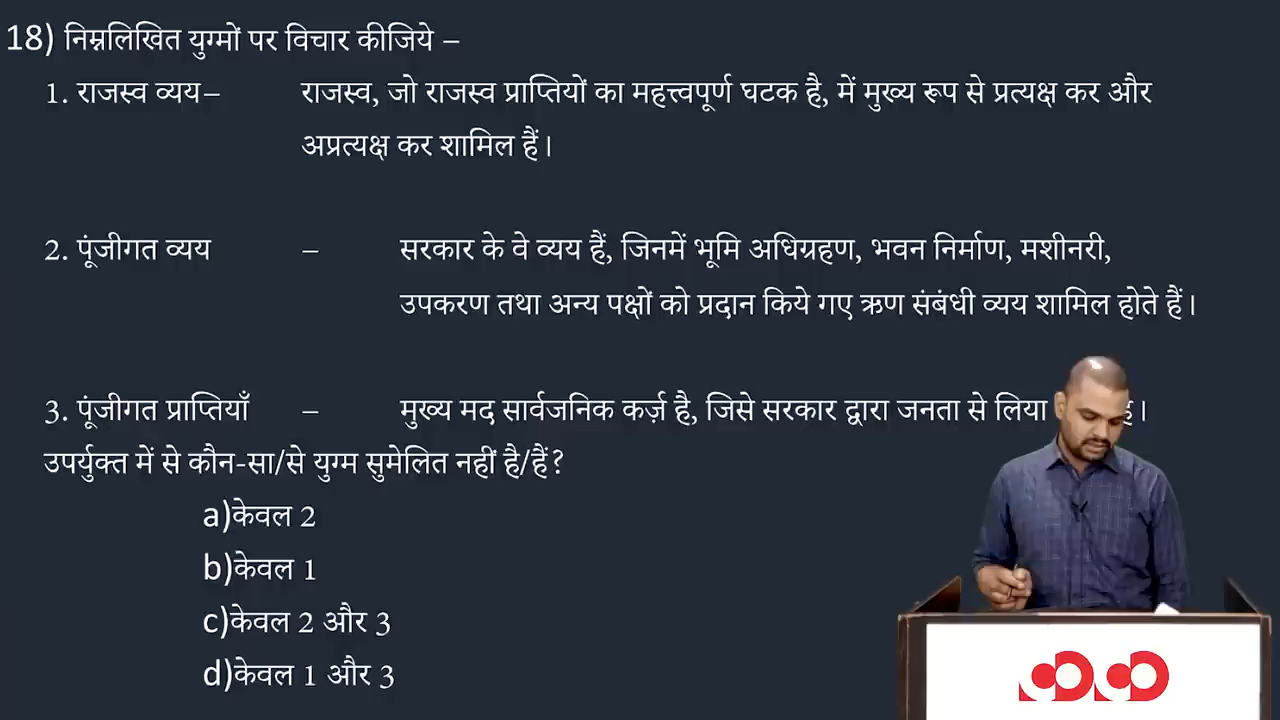 18) निम्नलिखित युग्मों पर विचार कीजिये –
1. राजस्व व्यय– राजस्व, जो राजस्व प्राप्तियों का महत्त्वपूर्ण घटक है, में मुख्य रूप से प्रत्यक्ष कर और
अप्रत्यक्ष कर शामिल हैं।
2. पूंजीगत व्यय – सरकार के वे व्यय हैं, जिनमें भूमि अधिग्रहण, भवन निर्माण, मशीनरी,
उपकरण तथा अन्य पक्षों को प्रदान किये गए ऋण संबंधी व्यय शामिल होते हैं।
3. पूंजीगत प्राप्तियाँ – मुख्य मद सार्वजनिक कर्ज़ है, जिसे सरकार द्वारा जनता से लिया
उपर्युक्त में से कौन-सा/से युग्म सुमेलित नहीं है/हैं?
a)केवल 2
b)केवल 1
c)केवल 2 और 3
d)केवल 1 और 3